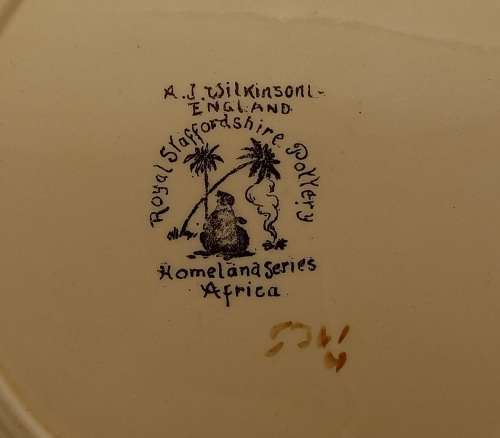 A.J. Wilkinson L
ENGLAND
Royal Staffordshire Pottery
Homeland Series
Africa